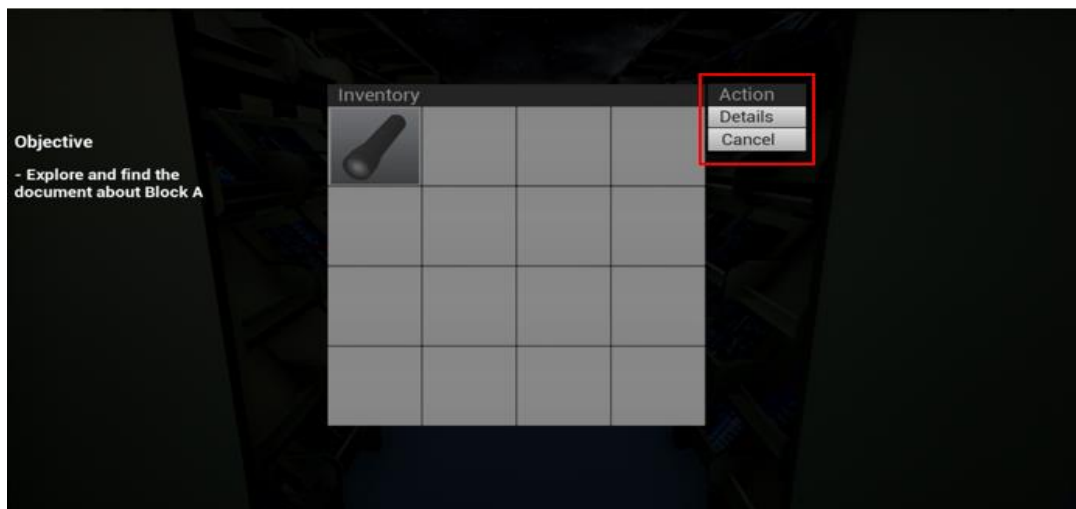 Objective
- Explore and find the
document about Block A
Inventory
Action
Details
Cancel